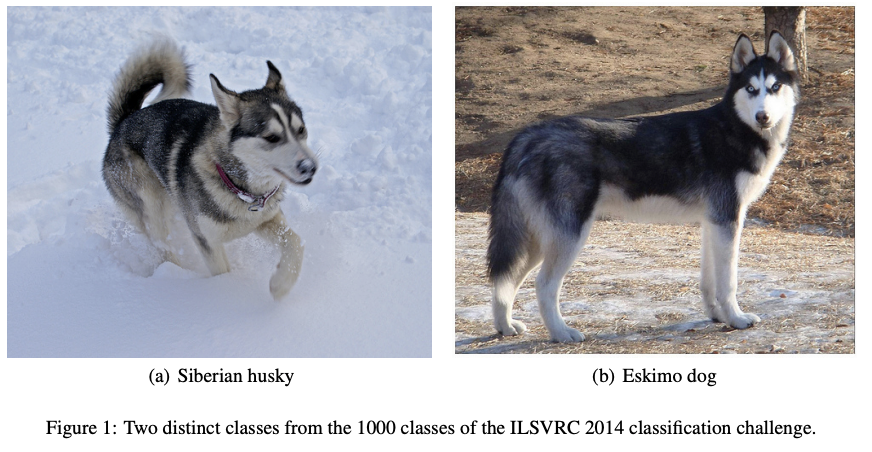 (a) Siberian husky
(b) Eskimo dog
Figure 1: Two distinct classes from the 1000 classes of the ILSVRC 2014 classification challenge.